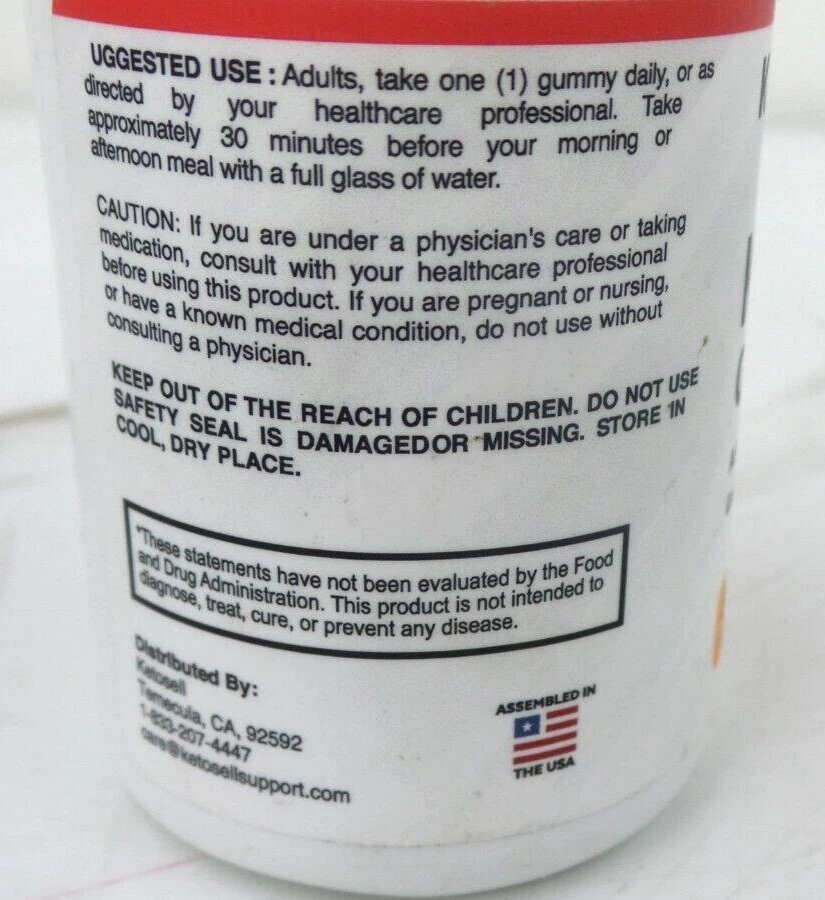 UGGESTED USE : Adults, take one (1) gummy daily, or as
directed by your healthcare professional. Take
approximately 30 minutes before your morning or
afternoon meal with a full glass of water.
CAUTION: If you are under a physician's care or taking
medication, consult with your healthcare professional
before using this product. If you are pregnant or nursing,
or have a known medical condition, do not use without
consulting a physician.
KEEP OUT OF THE REACH OF CHILDREN. DO NOT USE
SAFETY SEAL IS DAMAGEDOR MISSING. STORE IN
COOL, DRY PLACE.
*These statements have not been evaluated by the Food
and Drug Administration. This product is not intended to
diagnose, treat, cure, or prevent any disease.
Distributed By:
Ketosell
Temecula, CA, 92592
1-833-207-4447
care@ketosellsupport.com
ASSEMBLED IN
THE USA